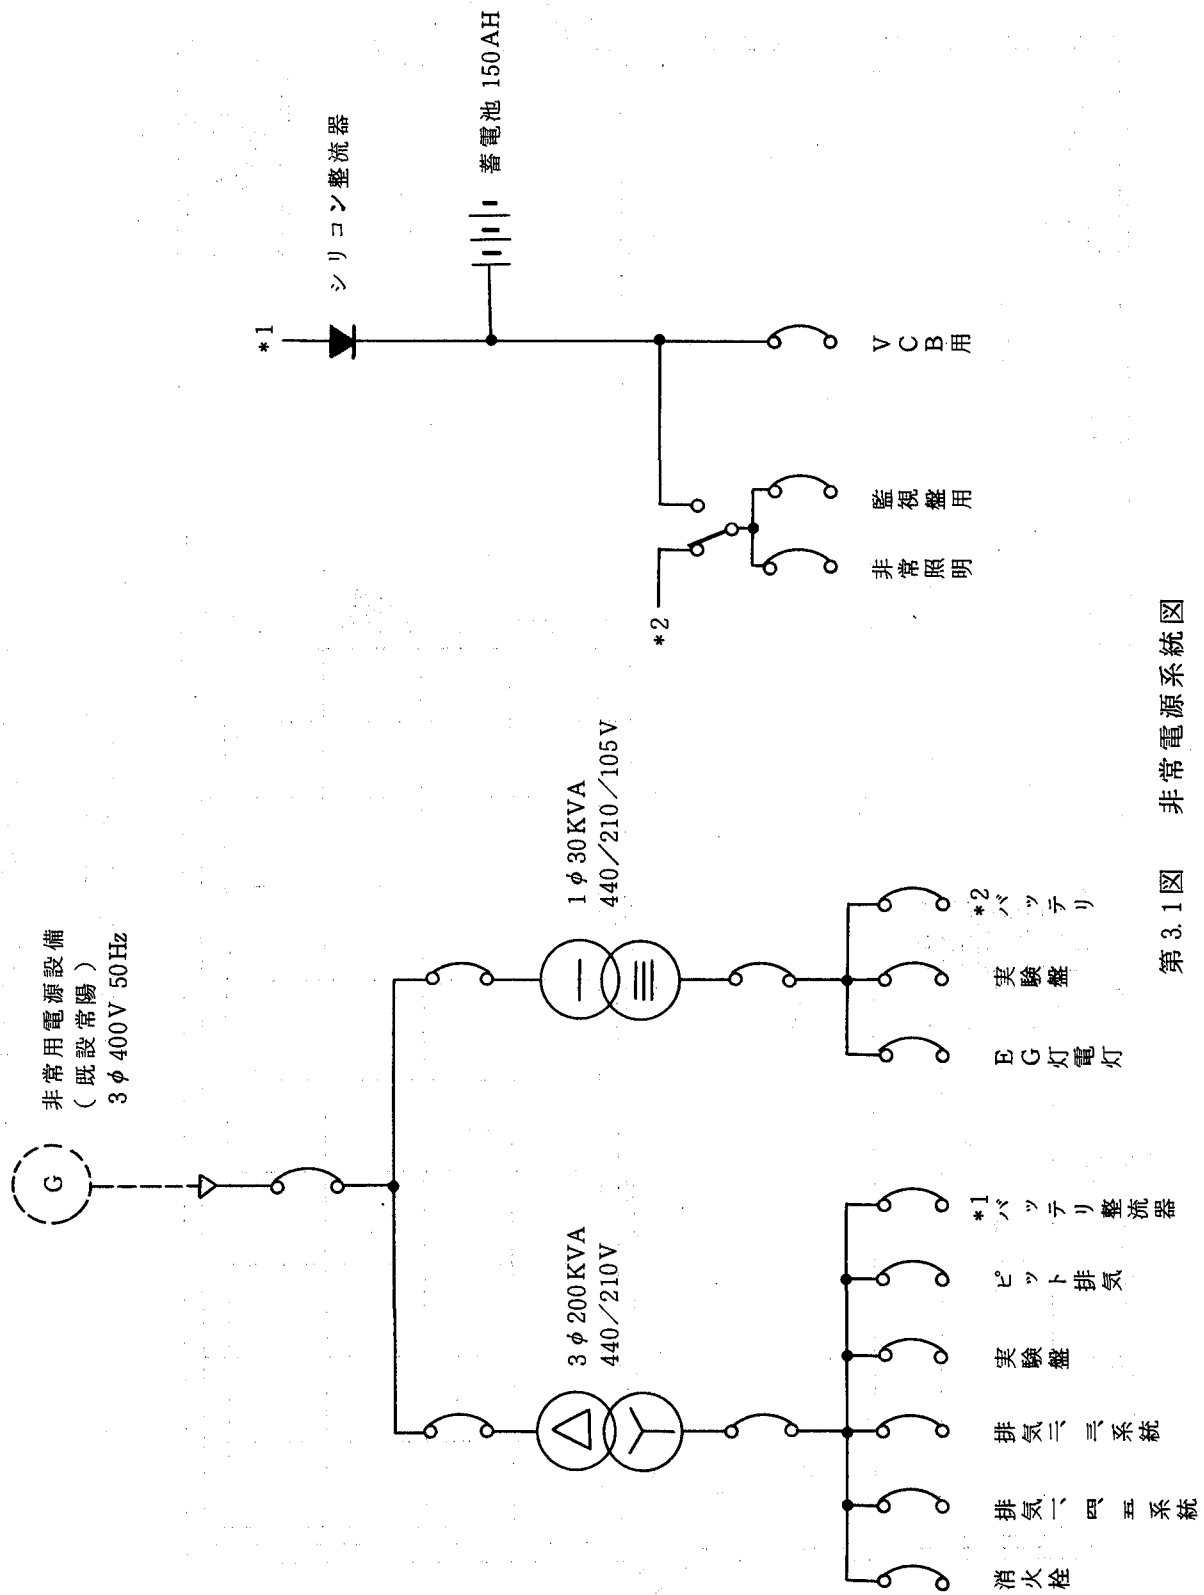 非常用電源設備
(既設常陽)
3φ400V 50Hz
G
3φ200KVA
440/210V
1φ30KVA
440/210/105V
消火栓
排気一、四、五系統
排気二、三、系統
実験盤
ピット排気
*1
バッテリ整流器
EG灯電灯
実験盤
*2
バッテリ
*1
シリコン整流器
蓄電池 150AH
*2
非常照明
監視盤用
VCB用
第3.1図 非常電源系統図